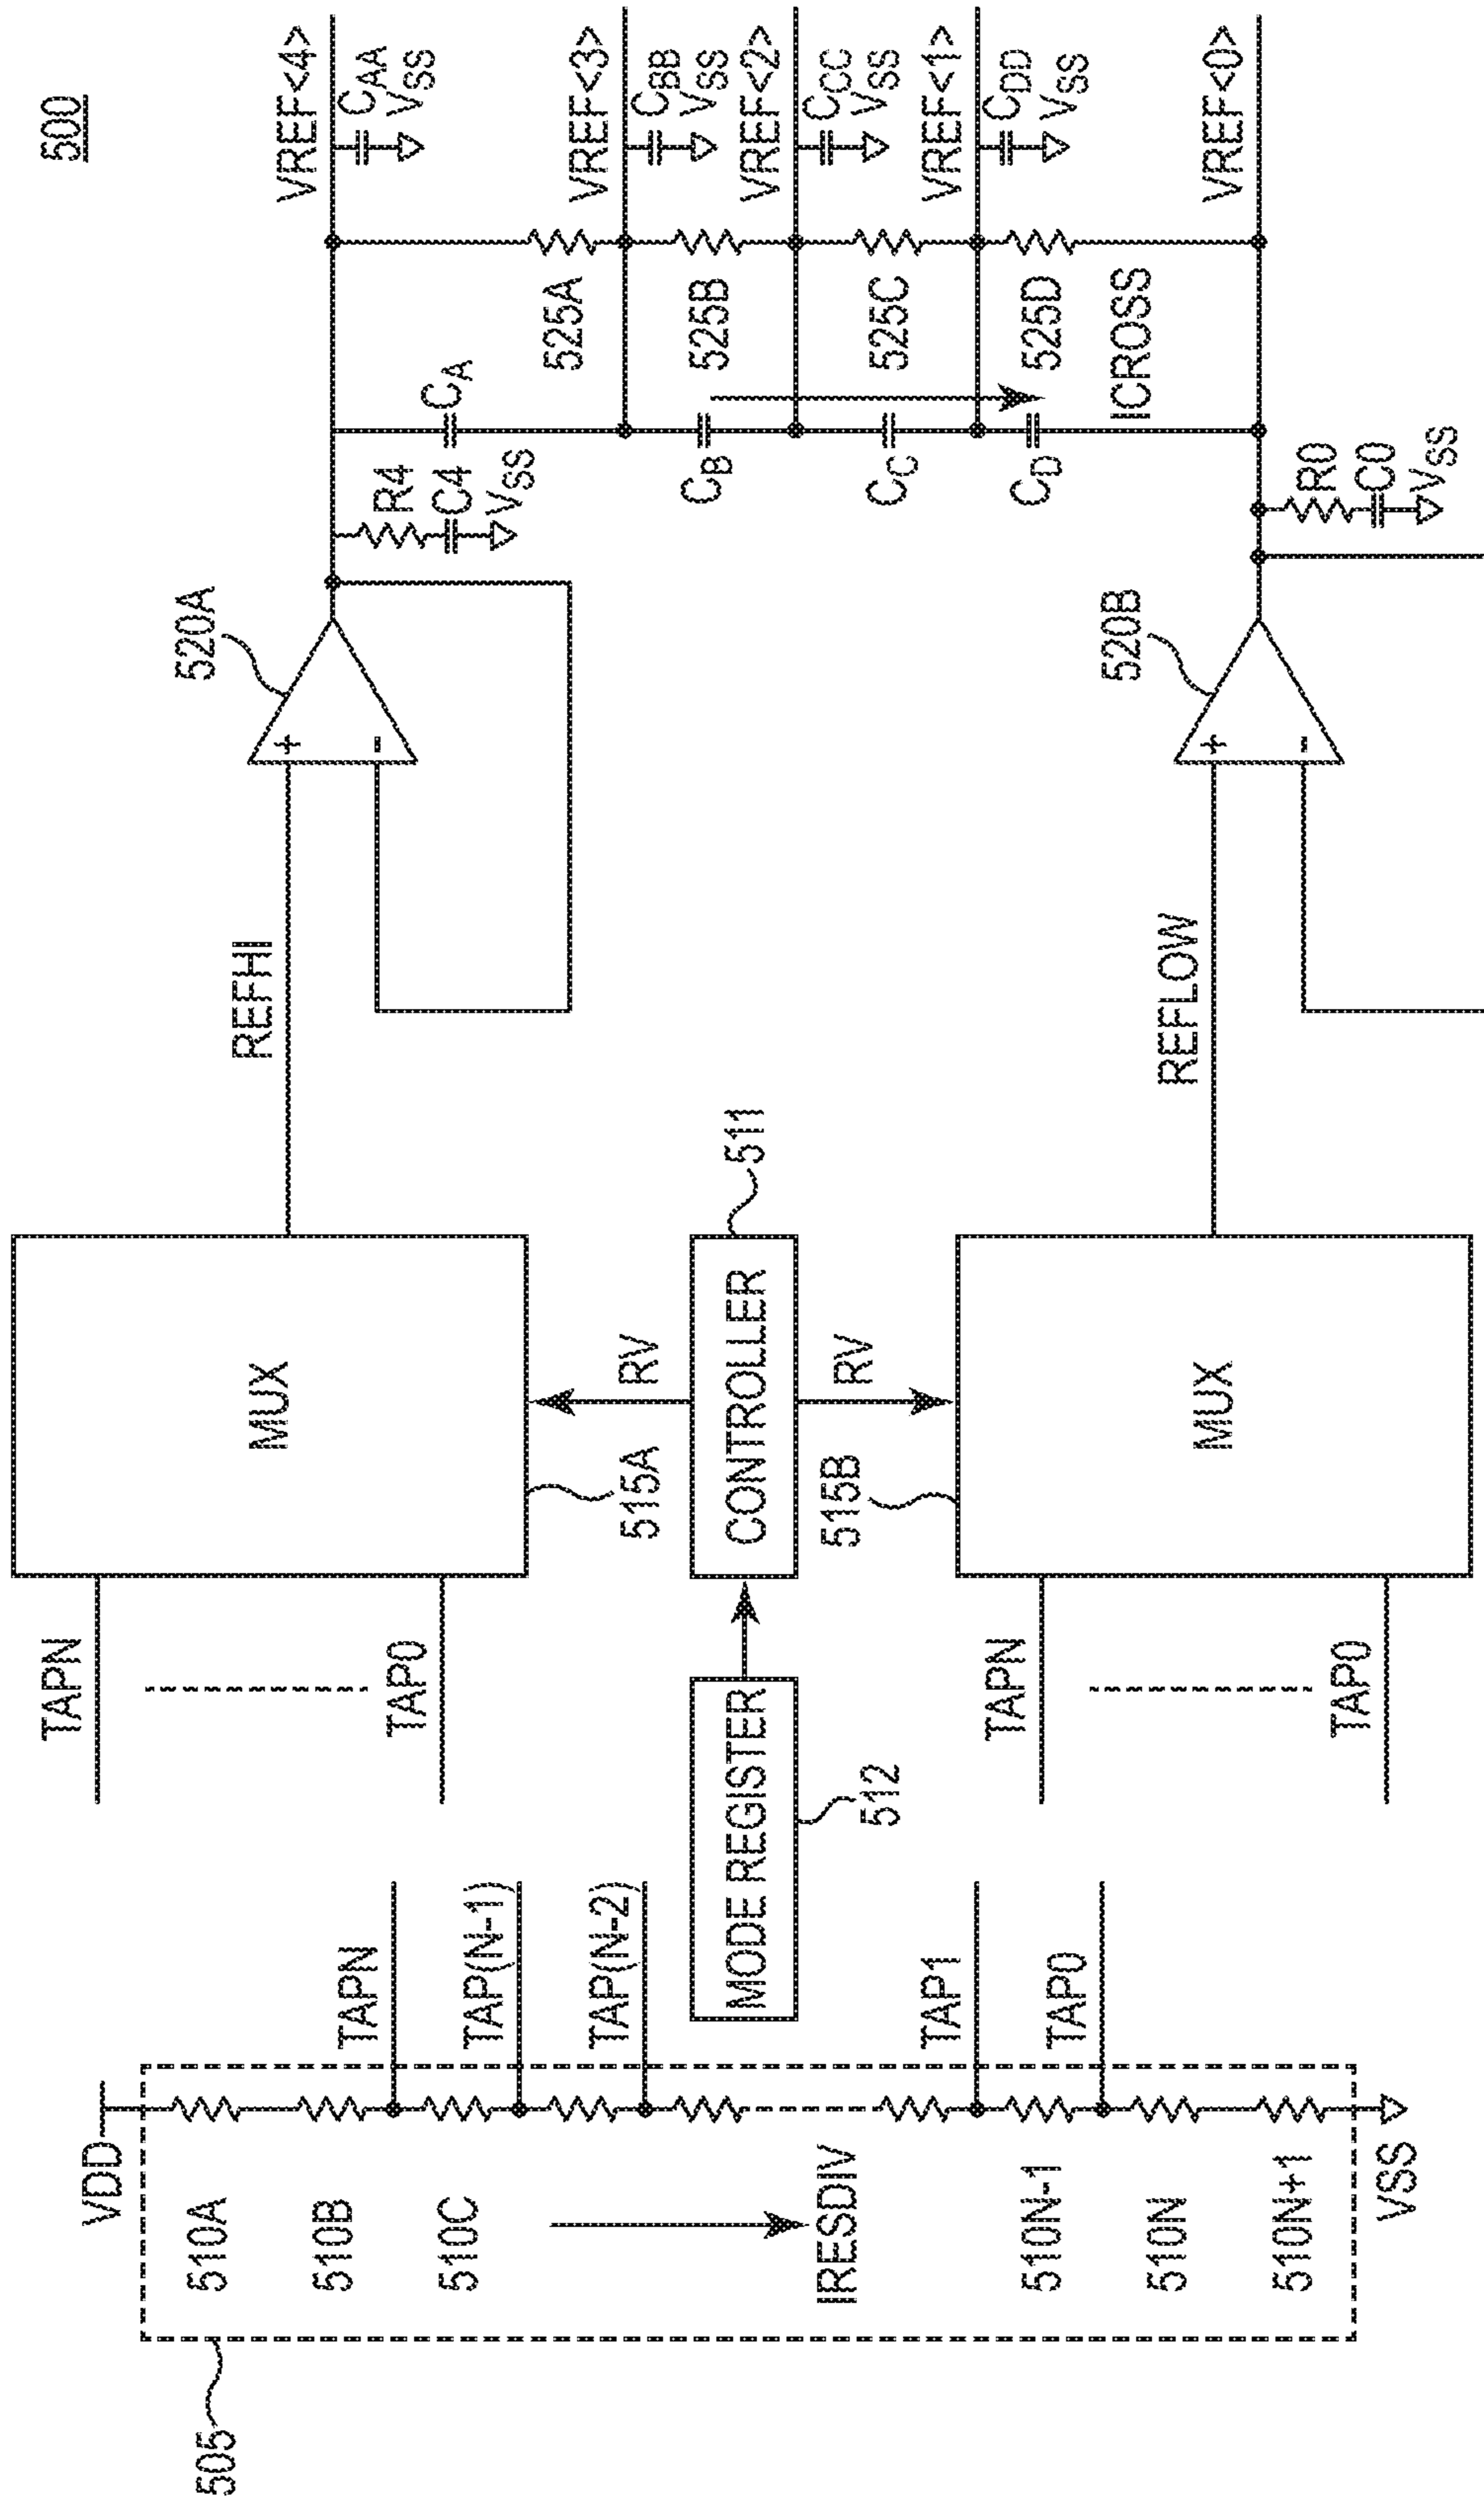 500
VDD
505
510A
510B
510C
IRESDIV
510N-1
510N
510N+1
VSS
TAPN
TAP(N-1)
TAP(N-2)
TAP1
TAP0
MODE REGISTER
512
TAPN
TAP0
MUX
515A
RV
CONTROLLER
511
RV
515B
TAPN
TAP0
MUX
REFHI
REFLOW
520A
+
-
520B
+
-
R4
C4
VSS
R0
C0
VSS
CA
CB
CC
CD
ICROSS
525A
525B
525C
525D
VREF<4>
CAA
VSS
VREF<3>
CBB
VSS
VREF<2>
CCC
VSS
VREF<1>
CDD
VSS
VREF<0>